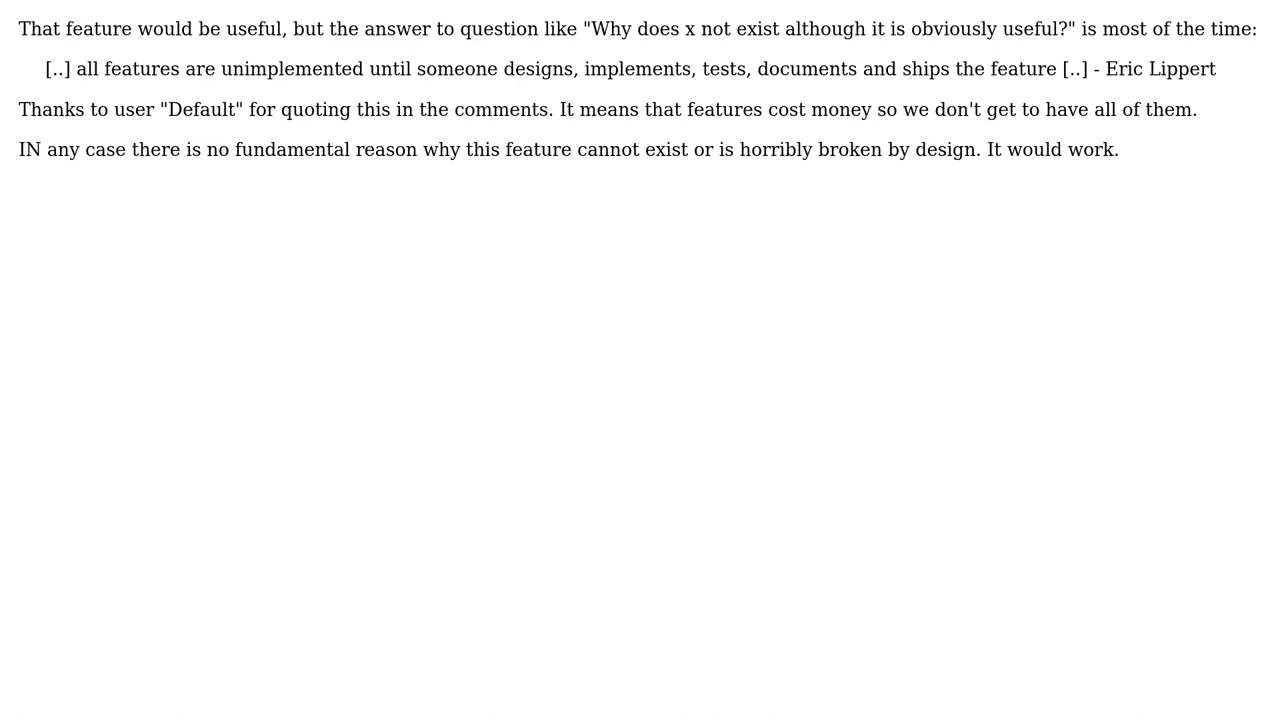 That feature would be useful, but the answer to question like "Why does x not exist although it is obviously useful?" is most of the time:
[..] all features are unimplemented until someone designs, implements, tests, documents and ships the feature [..] - Eric Lippert
Thanks to user "Default" for quoting this in the comments. It means that features cost money so we don't get to have all of them.
IN any case there is no fundamental reason why this feature cannot exist or is horribly broken by design. It would work.